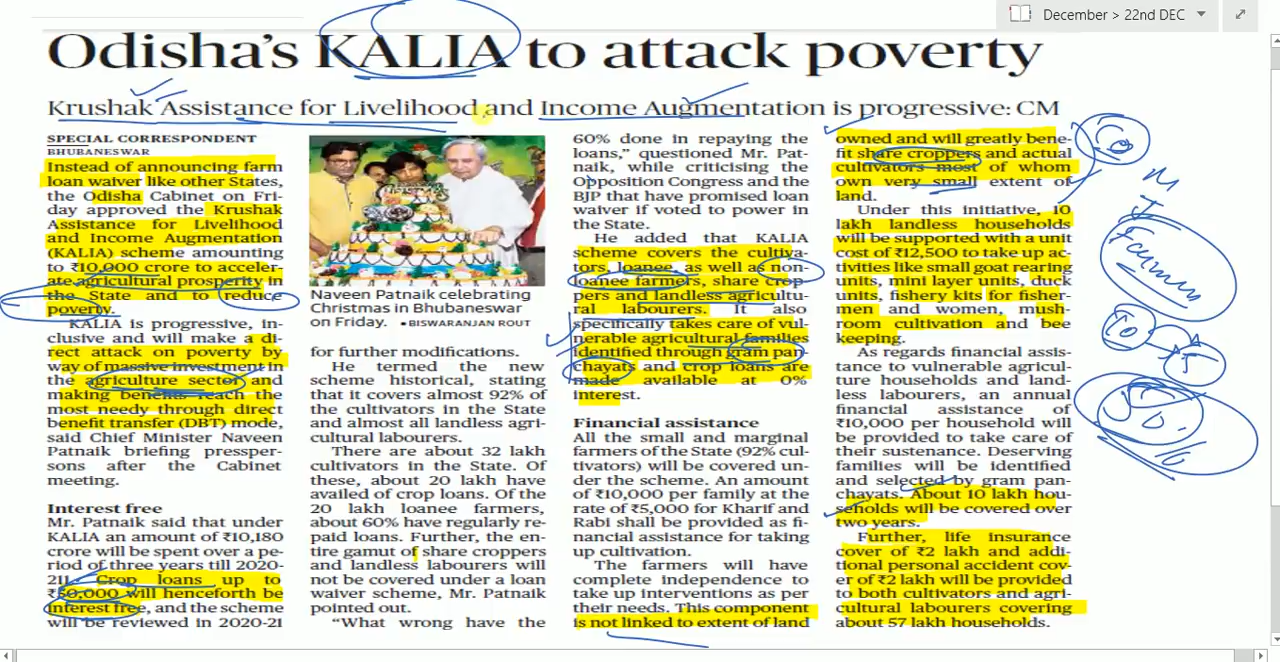 December > 22nd DEC
Odisha's KALIA to attack poverty
Krushak Assistance for Livelihood and Income Augmentation is progressive: CM
SPECIAL CORRESPONDENT
BHUBANESWAR
Instead of announcing farm
loan waiver like other States,
the Odisha Cabinet on Fri-
day approved the Krushak
Assistance for Livelihood
and Income Augmentation
(KALIA) scheme amounting
to ₹10,000 crore to acceler-
ate agricultural prosperity in
the State and to reduce
poverty.
KALIA is progressive, in-
clusive and will make a di-
rect attack on poverty by
way of massive investment in
the agriculture sector and
making benefits reach the
most needy through direct
benefit transfer (DBT) mode,
said Chief Minister Naveen
Patnaik briefing pressper-
sons after the Cabinet
meeting.
Interest free
Mr. Patnaik said that under
KALIA an amount of ₹10,180
crore will be spent over a pe-
riod of three years till 2020-
21. Crop loans up to
₹50,000 will henceforth be
interest free, and the scheme
will be reviewed in 2020-21
Naveen Patnaik celebrating
Christmas in Bhubaneswar
on Friday. • BISWARANJAN ROUT
for further modifications.
He termed the new
scheme historical, stating
that it covers almost 92% of
the cultivators in the State
and almost all landless agri-
cultural labourers.
There are about 32 lakh
cultivators in the State. Of
these, about 20 lakh have
availed of crop loans. Of the
20 lakh loanee farmers,
about 60% have regularly re-
paid loans. Further, the en-
tire gamut of share croppers
and landless labourers will
not be covered under a loan
waiver scheme, Mr. Patnaik
pointed out.
"What wrong have the
60% done in repaying the
loans," questioned Mr. Pat-
naik, while criticising the
Opposition Congress and the
BJP that have promised loan
waiver if voted to power in
the State.
He added that KALIA
scheme covers the cultiva-
tors, loanee, as well as non-
loanee farmers, share crop-
pers and landless agricultu-
ral labourers. It also
specifically takes care of vul-
nerable agricultural families
identified through gram pan-
chayats and crop loans are
made available at 0%
interest.
Financial assistance
All the small and marginal
farmers of the State (92% cul-
tivators) will be covered un-
der the scheme. An amount
of ₹10,000 per family at the
rate of ₹5,000 for Kharif and
Rabi shall be provided as fi-
nancial assistance for taking
up cultivation.
The farmers will have
complete independence to
take up interventions as per
their needs. This component
is not linked to extent of land
owned and will greatly bene-
fit share croppers and actual
cultivators most of whom
own very small extent of
land.
Under this initiative, 10
lakh landless households
will be supported with a unit
cost of ₹12,500 to take up ac-
tivities like small goat rearing
units, mini layer units, duck
units, fishery kits for fisher-
men and women, mush-
room cultivation and bee
keeping.
As regards financial assis-
tance to vulnerable agricul-
ture households and land-
less labourers, an annual
financial assistance of
₹10,000 per household will
be provided to take care of
their sustenance. Deserving
families will be identified
and selected by gram pan-
chayats. About 10 lakh hou-
seholds will be covered over
two years.
Further, life insurance
cover of ₹2 lakh and addi-
tional personal accident cov-
er of ₹2 lakh will be provided
to both cultivators and agri-
cultural labourers covering
about 57 lakh households.